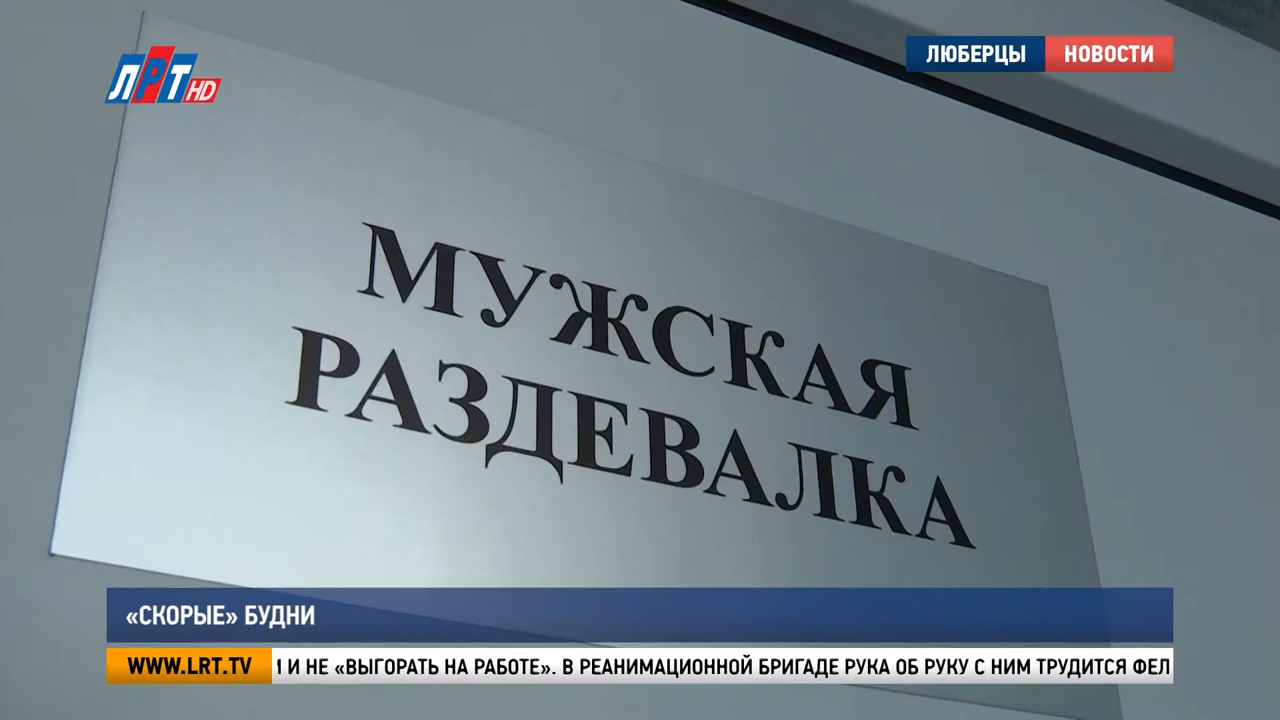 ЛРТ HD
ЛЮБЕРЦЫ НОВОСТИ
МУЖСКАЯ
РАЗДЕВАЛКА
«СКОРЫЕ» БУДНИ
WWW.LRT.TV И НЕ «ВЫГОРАТЬ НА РАБОТЕ». В РЕАНИМАЦИОННОЙ БРИГАДЕ РУКА ОБ РУКУ С НИМ ТРУДИТСЯ ФЕЛ